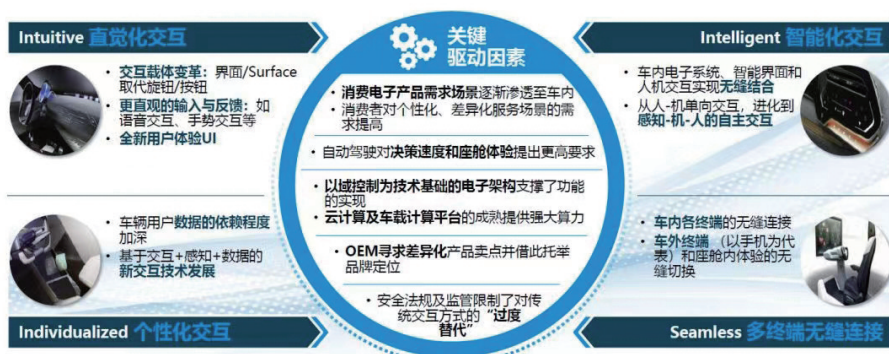 Intuitive 直觉化交互
• 交互载体变革：界面/Surface
取代旋钮/按钮
• 更直观的输入与反馈：如
语音交互、手势交互等
• 全新用户体验UI
• 车辆用户数据的依赖程度
加深
• 基于交互+感知+数据的
新交互技术发展
Individualized 个性化交互
关键
驱动因素
• 消费电子产品需求场景逐渐渗透至车内
• 消费者对个性化、差异化服务场景的需
求提高
• 自动驾驶对决策速度和座舱体验提出更高要求
• 以域控制为技术基础的电子架构支撑了功能
的实现
• 云计算及车载计算平台的成熟提供强大算力
• OEM寻求差异化产品卖点并借此托举
品牌定位
• 安全法规及监管限制了对传
统交互方式的“过度
替代”
Intelligent 智能化交互
• 车内电子系统、智能界面和
人机交互实现无缝结合
• 从人-机单向交互，进化到
感知-机-人的自主交互
• 车内各终端的无缝连接
• 车外终端（以手机为代
表）和座舱内体验的无
缝切换
Seamless 多终端无缝连接